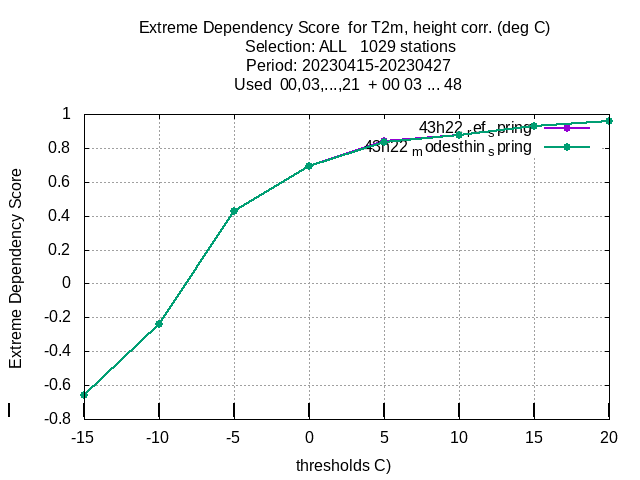 Extreme Dependency Score  for T2m, height corr. (deg C)
Selection: ALL   1029 stations
Period: 20230415-20230427
Used  00,03,...,21  + 00 03 ... 48
43h22_ref_spring
43h22_modesthin_spring
Extreme Dependency Score
1
0.8
0.6
0.4
0.2
0
-0.2
-0.4
-0.6
-0.8
-15 -10 -5 0 5 10 15 20
thresholds C)